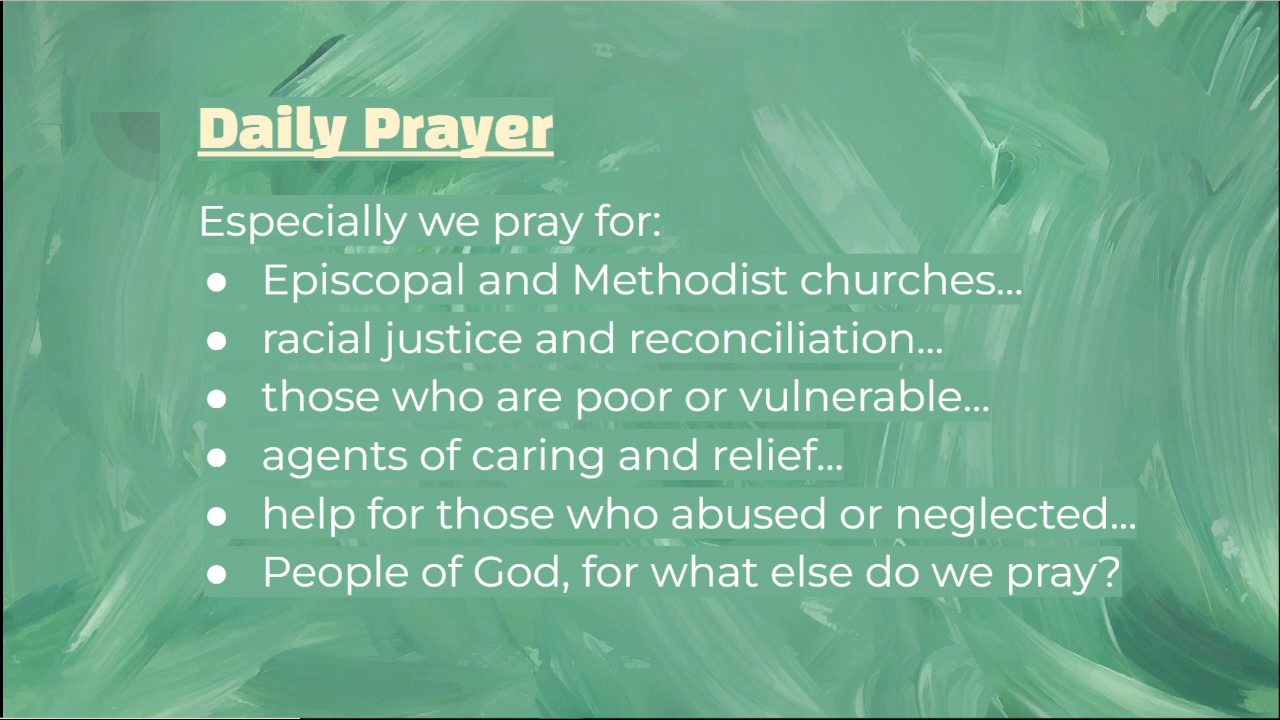 Daily Prayer
Especially we pray for:
● Episcopal and Methodist churches...
● racial justice and reconciliation...
● those who are poor or vulnerable...
● agents of caring and relief...
● help for those who abused or neglected...
● People of God, for what else do we pray?